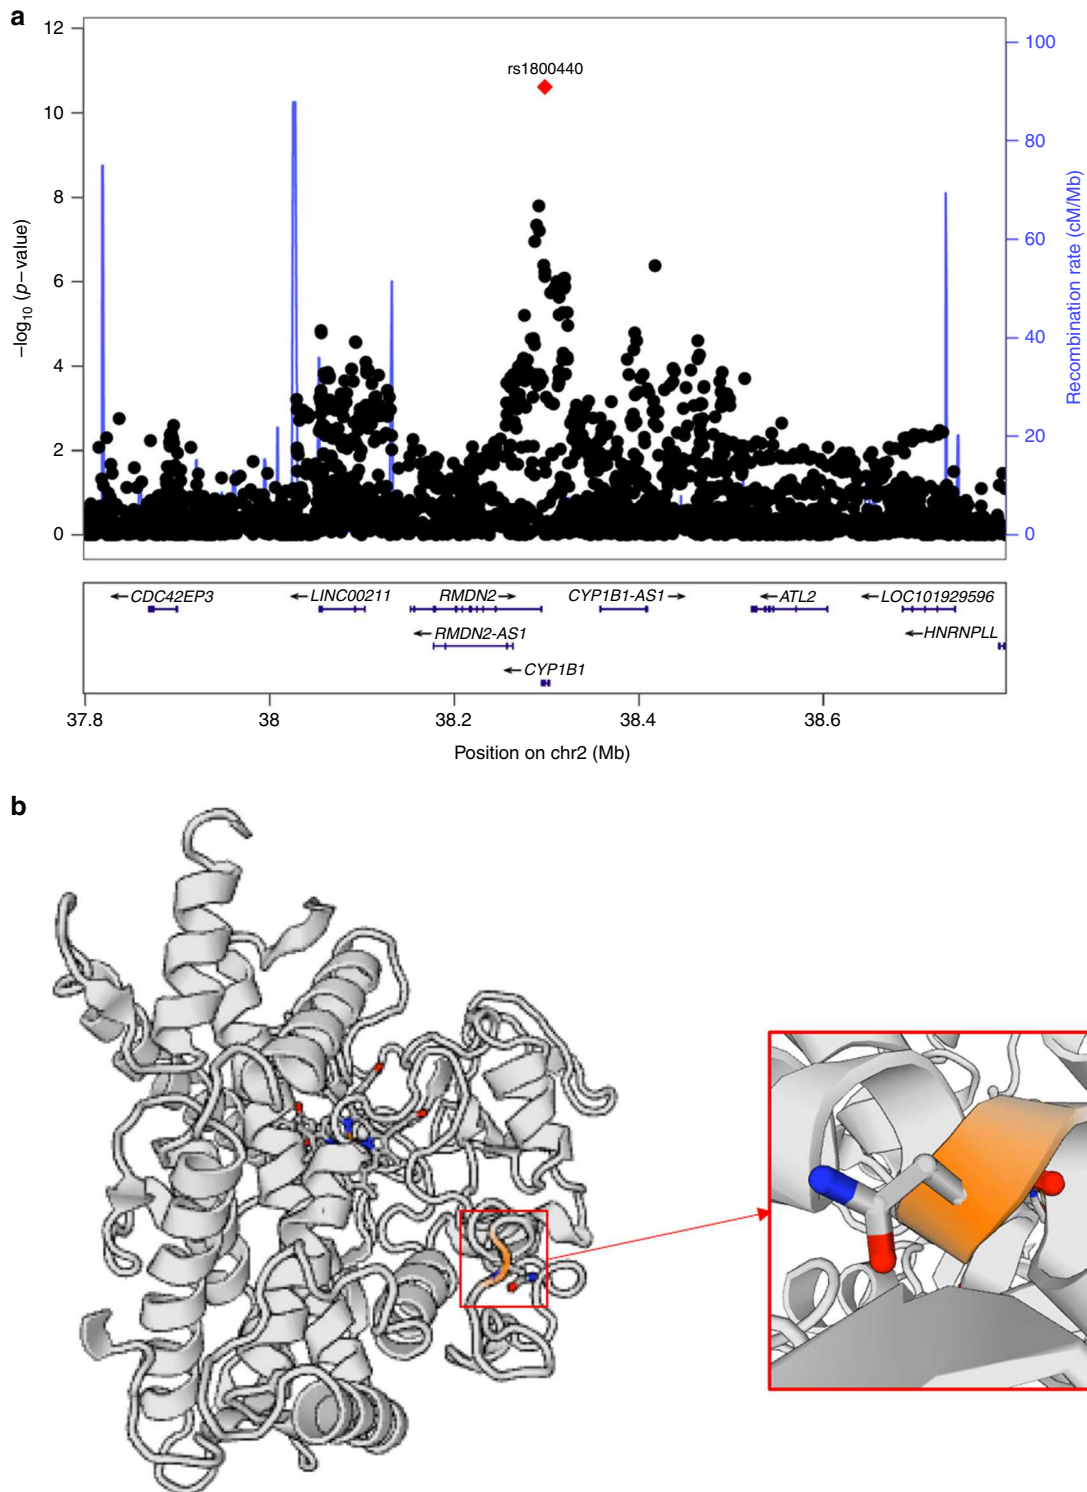 a
rs1800440
12
10
8
6
4
2
0
−log10 (p−value)
100
80
60
40
20
0
Recombination rate (cM/Mb)
←CDC42EP3
←LINC00211
RMDN2→
CYP1B1-AS1→
←ATL2
←LOC101929596
←RMDN2-AS1
←HNRNPLL
←CYP1B1
37.8
38
38.2
38.4
38.6
Position on chr2 (Mb)
b